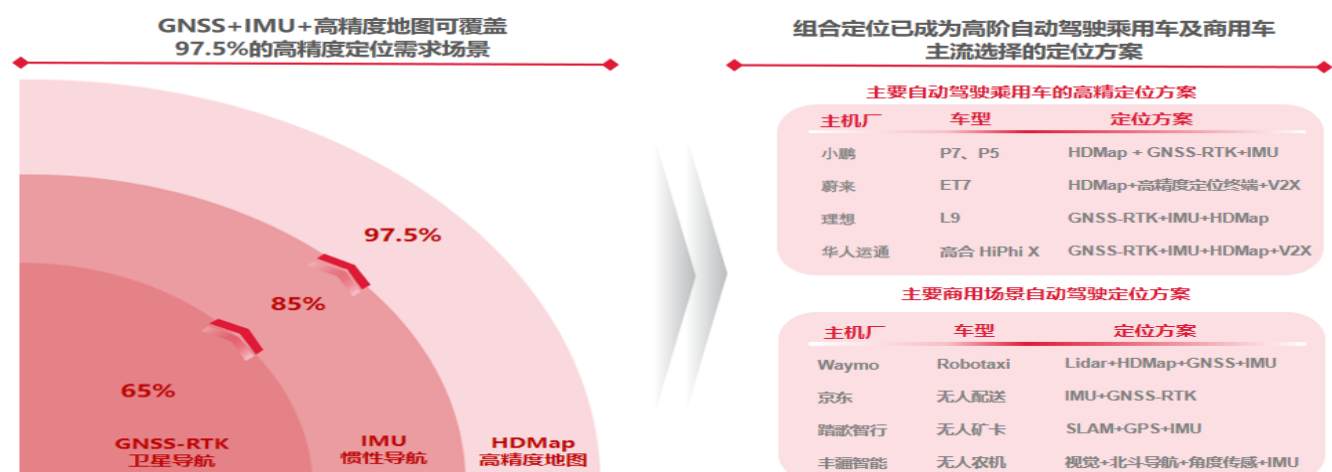 GNSS+IMU+高精度地图可覆盖
97.5%的高精度定位需求场景
97.5%
85%
65%
GNSS-RTK
卫星导航
IMU
惯性导航
HDMap
高精度地图
组合定位已成为高阶自动驾驶乘用车及商用车
主流选择的定位方案
主要自动驾驶乘用车的高精定位方案
主机厂 车型 定位方案
小鹏 P7、P5 HDMap + GNSS-RTK+IMU
蔚来 ET7 HDMap+高精度定位终端+V2X
理想 L9 GNSS-RTK+IMU+HDMap
华人运通 高合 HiPhi X GNSS-RTK+IMU+HDMap+V2X
主要商用场景自动驾驶定位方案
主机厂 车型 定位方案
Waymo Robotaxi Lidar+HDMap+GNSS+IMU
京东 无人配送 IMU+GNSS-RTK
踏歌智行 无人矿卡 SLAM+GPS+IMU
丰疆智能 无人农机 视觉+北斗导航+角度传感+IMU